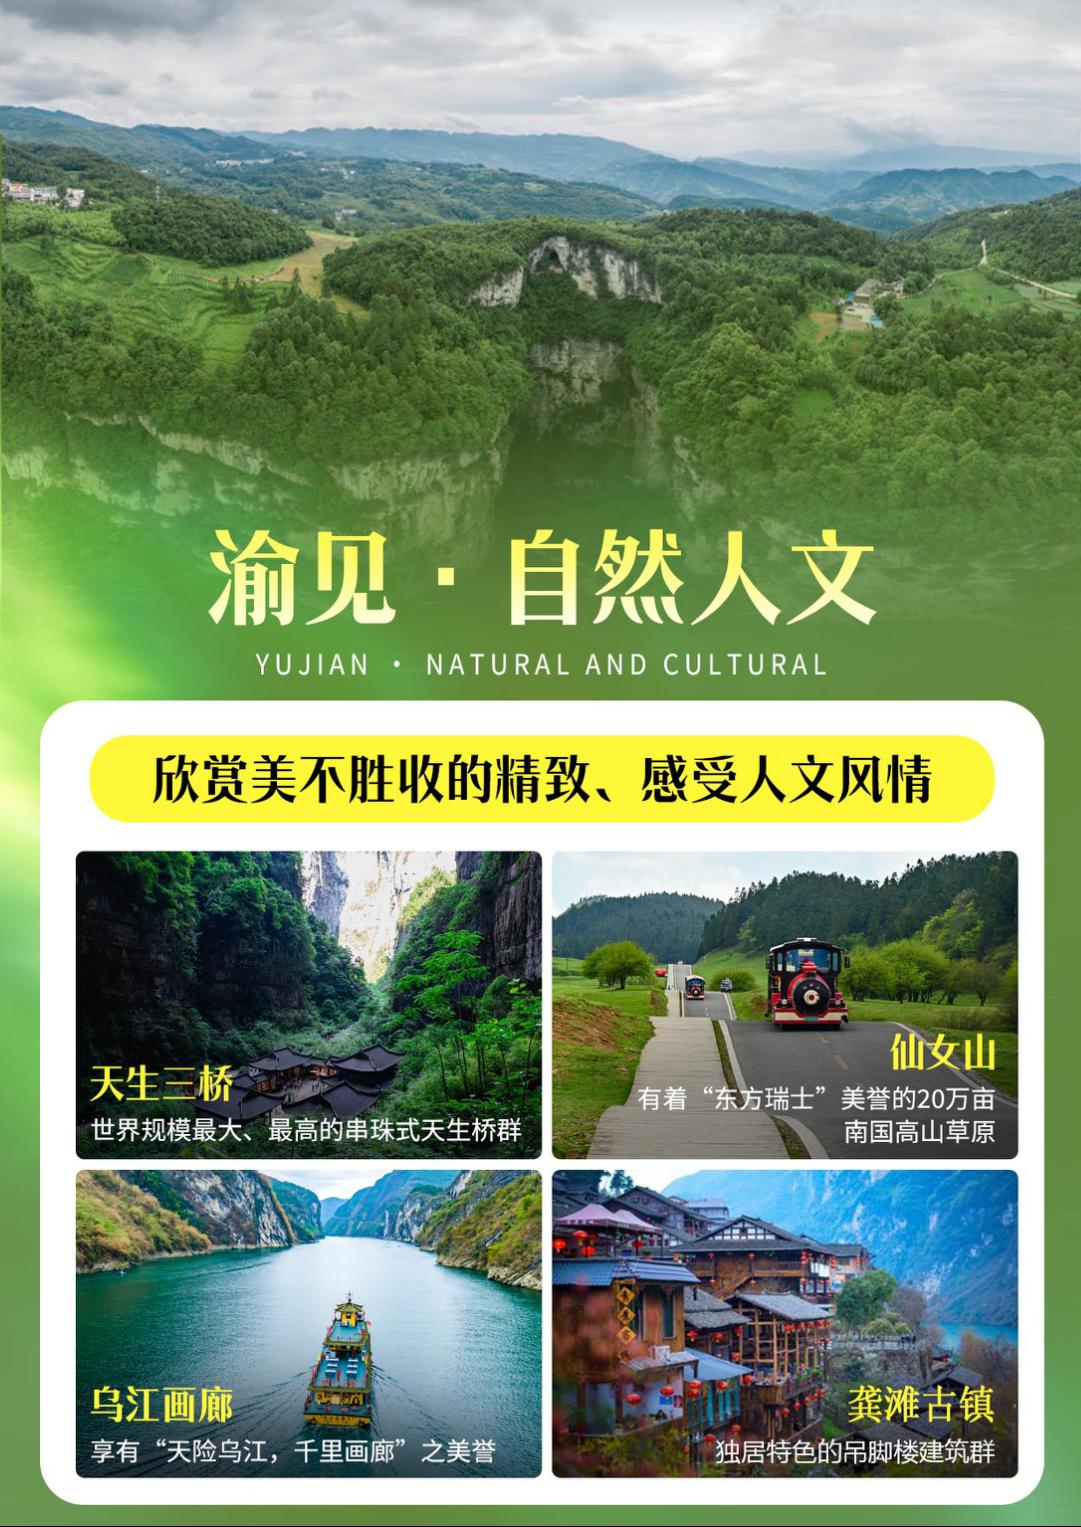 渝见·自然人文
YUJIAN · NATURAL AND CULTURAL
欣赏美不胜收的精致、感受人文风情
天生三桥
世界规模最大、最高的串珠式天生桥群
仙女山
有着“东方瑞士”美誉的20万亩
南国高山草原
乌江画廊
享有“天险乌江，千里画廊”之美誉
龚滩古镇
独居特色的吊脚楼建筑群